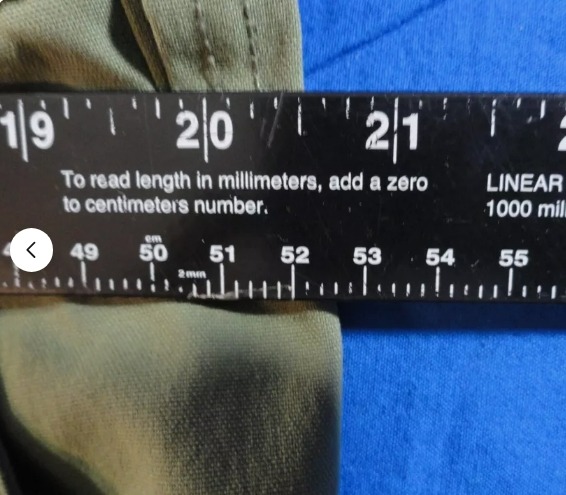 19 20 21
To read length in millimeters, add a zero
to centimeters number.
LINEAR
1000 mil
cm
49 50 51 52 53 54 55
2mm